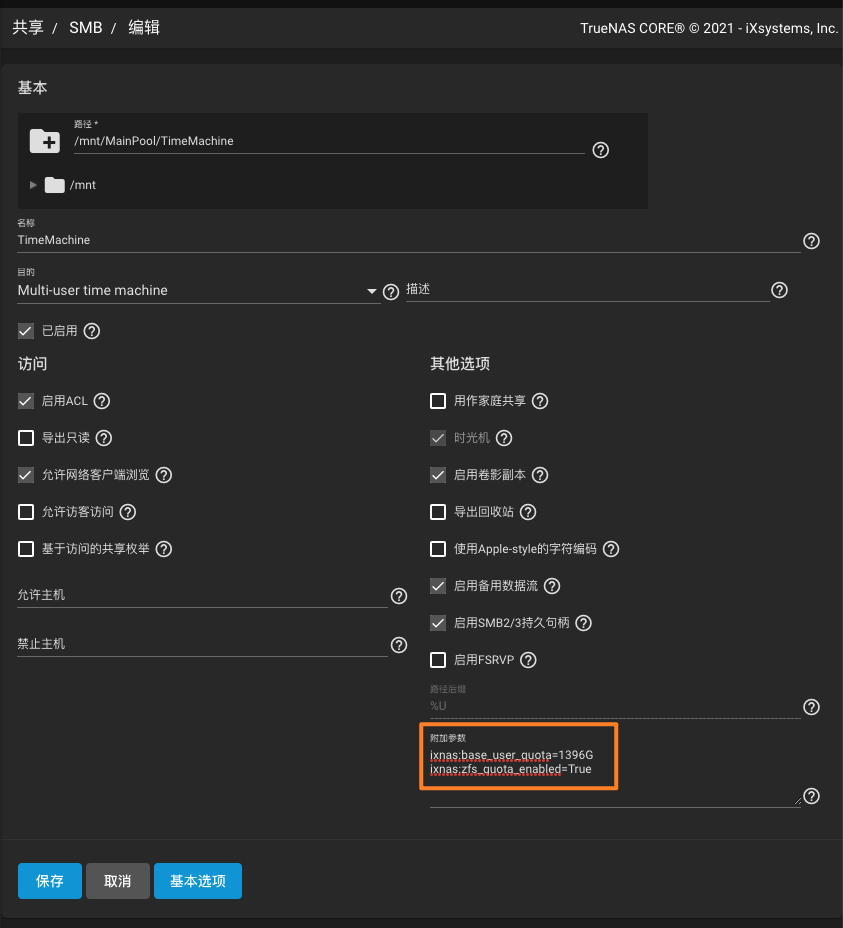 共享 / SMB / 编辑
TrueNAS CORE® © 2021 - iXsystems, Inc.
基本
路径 *
/mnt/MainPool/TimeMachine
/mnt
名称
TimeMachine
目的
Multi-user time machine
描述
已启用
访问
启用ACL
导出只读
允许网络客户端浏览
允许访客访问
基于访问的共享枚举
允许主机
禁止主机
其他选项
用作家庭共享
时光机
启用卷影副本
导出回收站
使用Apple-style的字符编码
启用备用数据流
启用SMB2/3持久句柄
启用FSRVP
路径后缀
%U
附加参数
ixnas:base_user_quota=1396G
ixnas:zfs_quota_enabled=True
保存
取消
基本选项